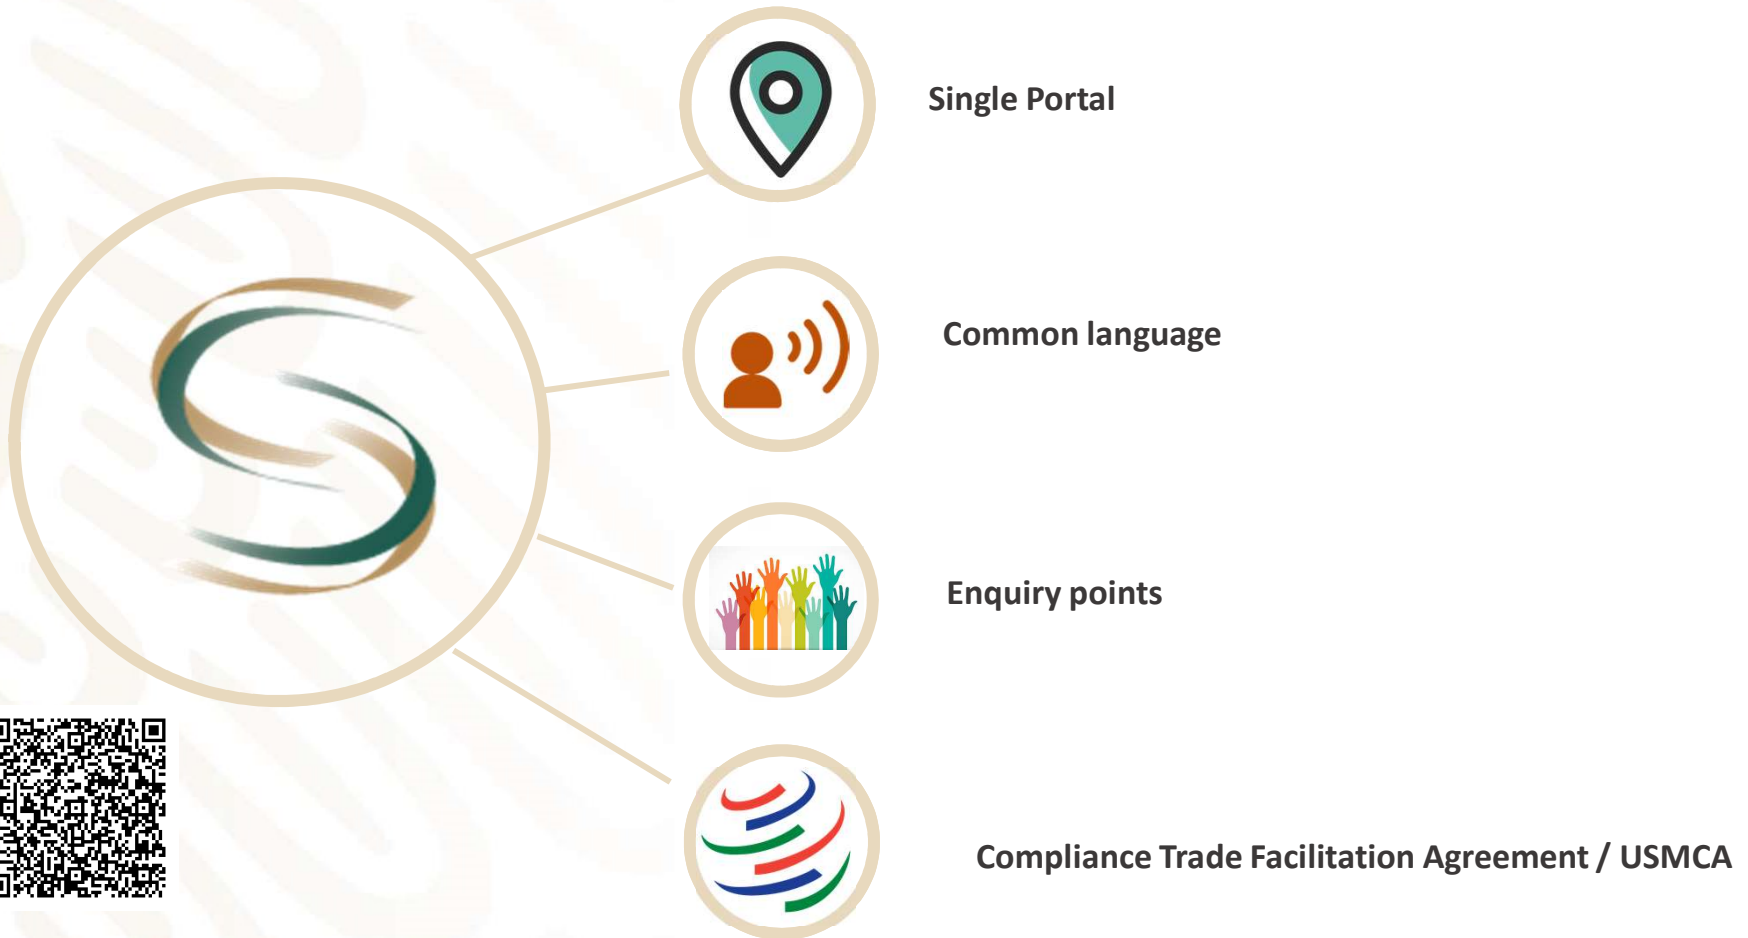 Single Portal
Common language
Enquiry points
Compliance Trade Facilitation Agreement / USMCA